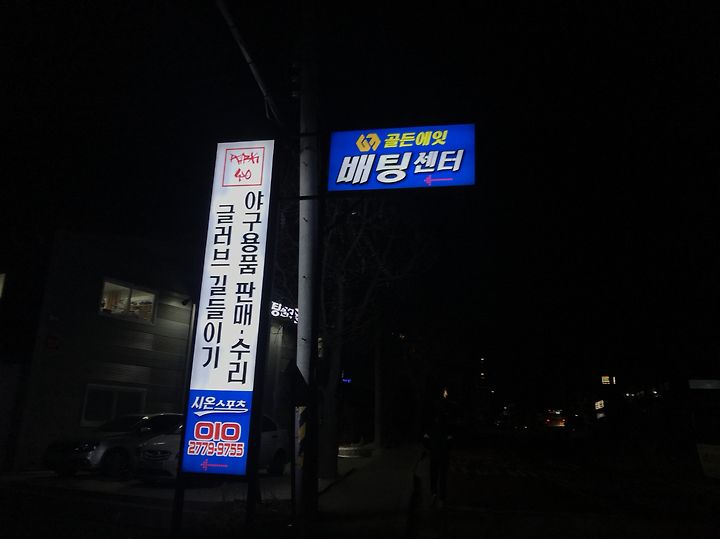 골든에잇
배팅센터
야구용품 판매·수리
글러브 길들이기
시온스포츠
010
2779-9755